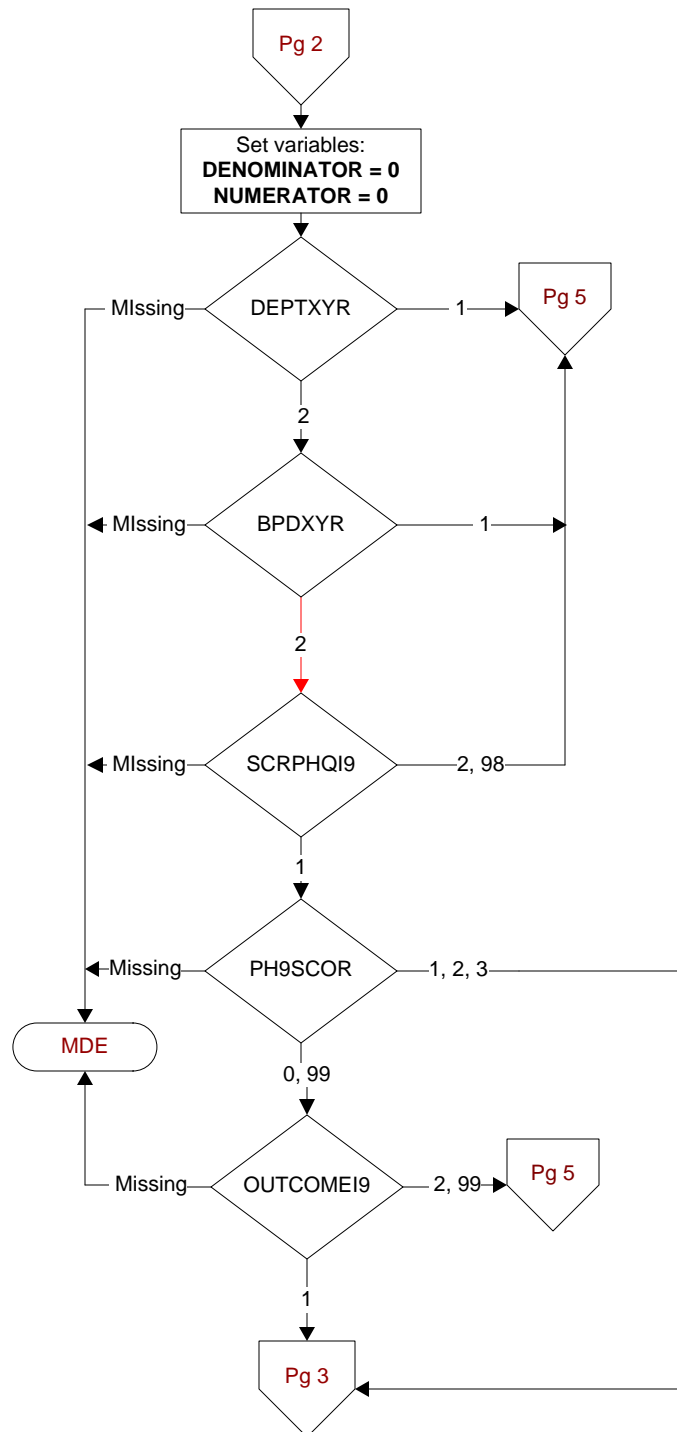 Pg 2
Set variables:
DENOMINATOR = 0
NUMERATOR = 0
MIssing
DEPTXYR
1
Pg 5
2
MIssing
BPDXYR
1
2
MIssing
SCRPHQI9
2, 98
1
Missing
PH9SCOR
1, 2, 3
MDE
0, 99
Missing
OUTCOMEI9
2, 99
Pg 5
1
Pg 3